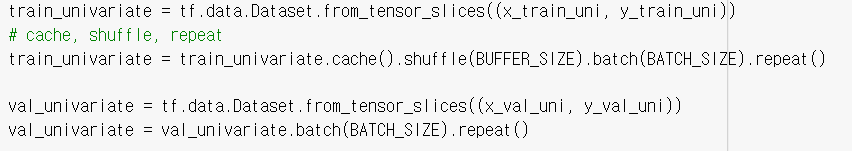 train_univariate = tf.data.Dataset.from_tensor_slices((x_train_uni, y_train_uni))
# cache, shuffle, repeat
train_univariate = train_univariate.cache().shuffle(BUFFER_SIZE).batch(BATCH_SIZE).repeat()
val_univariate = tf.data.Dataset.from_tensor_slices((x_val_uni, y_val_uni))
val_univariate = val_univariate.batch(BATCH_SIZE).repeat()